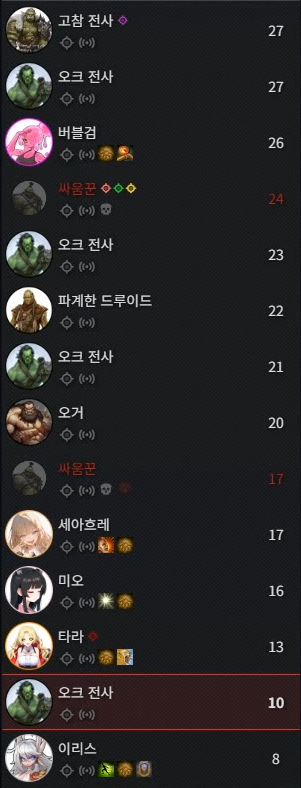 고참 전사 27
오크 전사 27
버블검 26
싸움꾼 24
오크 전사 23
파계한 드루이드 22
오크 전사 21
오거 20
싸움꾼 17
세아흐레 17
미오 16
타라 13
오크 전사 10
이리스 8